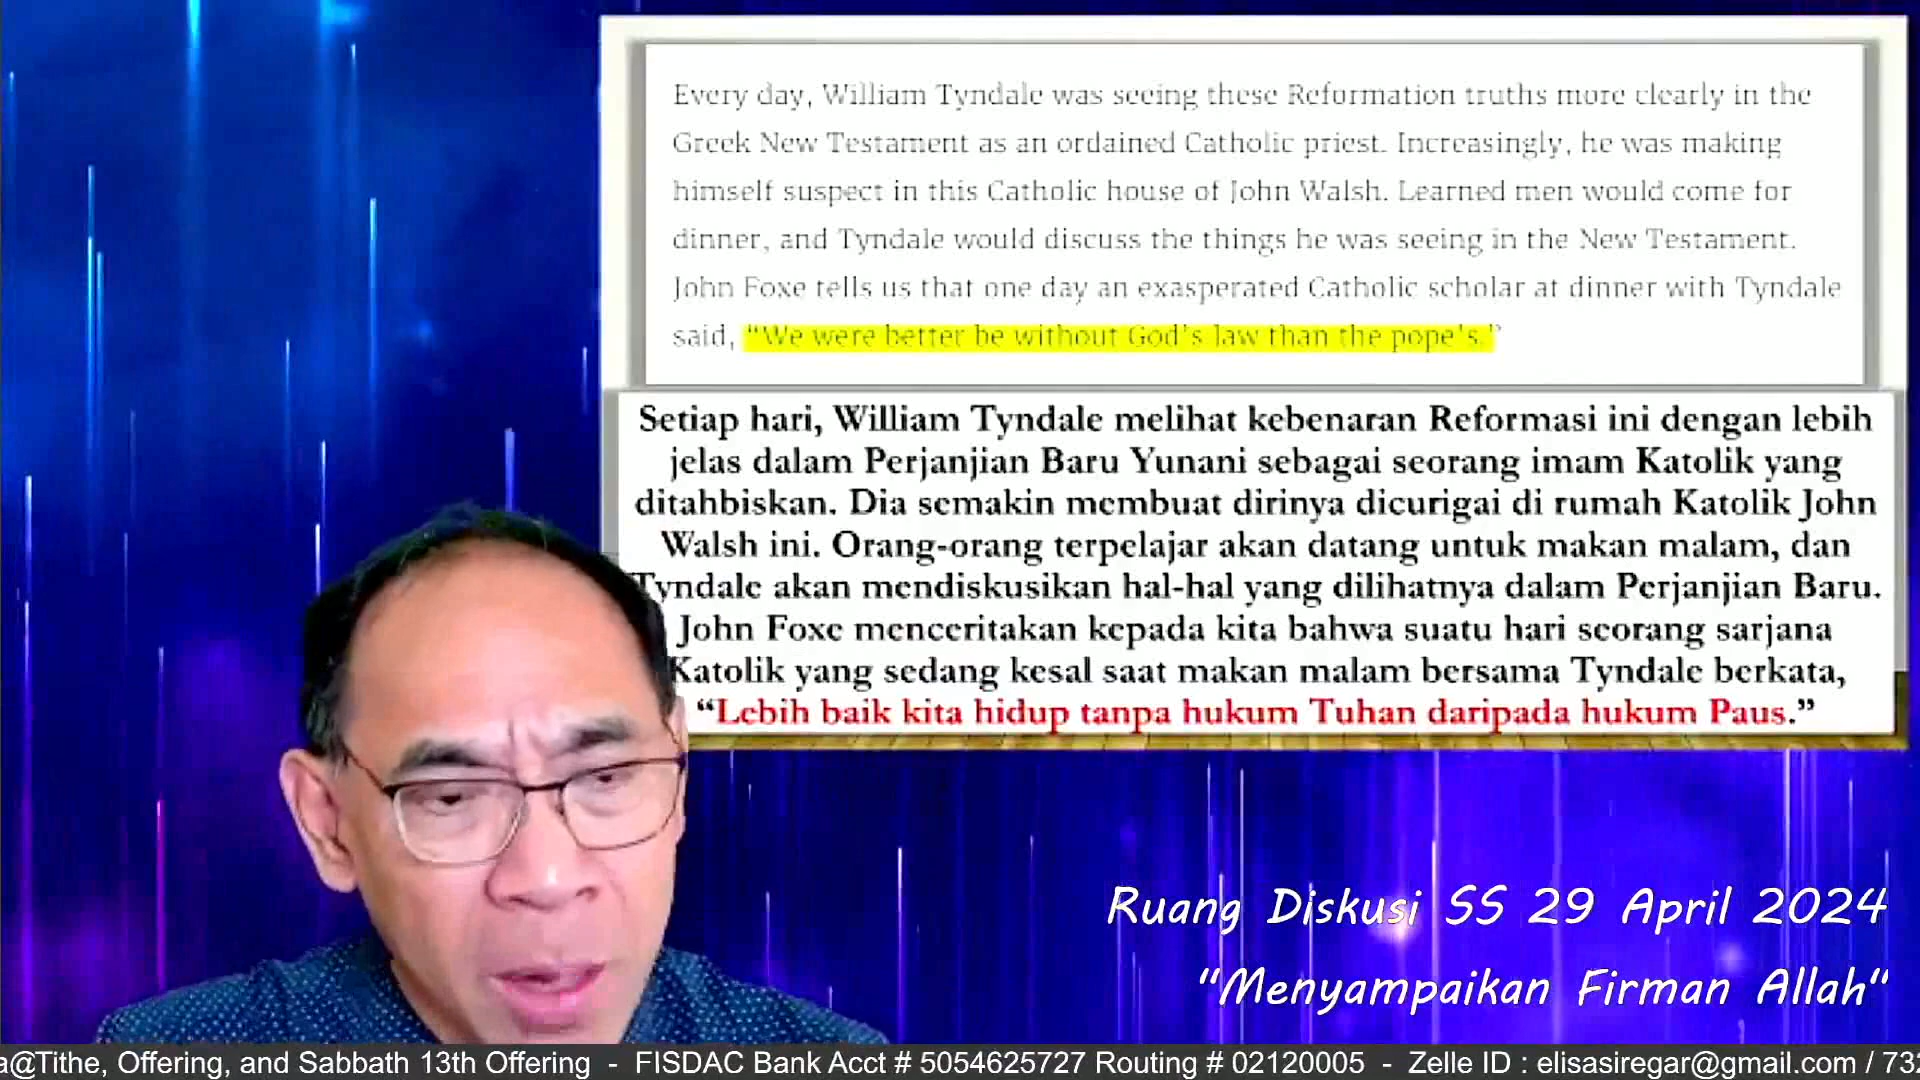 Every day, William Tyndale was seeing these Reformation truths more clearly in the
Greek New Testament as an ordained Catholic priest. Increasingly, he was making
himself suspect in this Catholic house of John Walsh. Learned men would come for
dinner, and Tyndale would discuss the things he was seeing in the New Testament.
John Foxe tells us that one day an exasperated Catholic scholar at dinner with Tyndale
said, “We were better be without God's law than the pope's.”
Setiap hari, William Tyndale melihat kebenaran Reformasi ini dengan lebih
jelas dalam Perjanjian Baru Yunani sebagai seorang imam Katolik yang
ditahbiskan. Dia semakin membuat dirinya dicurigai di rumah Katolik John
Walsh ini. Orang-orang terpelajar akan datang untuk makan malam, dan
Tyndale akan mendiskusikan hal-hal yang dilihatnya dalam Perjanjian Baru.
John Foxe menceritakan kepada kita bahwa suatu hari seorang sarjana
Katolik yang sedang kesal saat makan malam bersama Tyndale berkata,
“Lebih baik kita hidup tanpa hukum Tuhan daripada hukum Paus.”
Ruang Diskusi SS 29 April 2024
“Menyampaikan Firman Allah“
a@Tithe, Offering, and Sabbath 13th Offering - FISDAC Bank Acct # 5054625727 Routing # 02120005 - Zelle ID : elisasiregar@gmail.com / 732